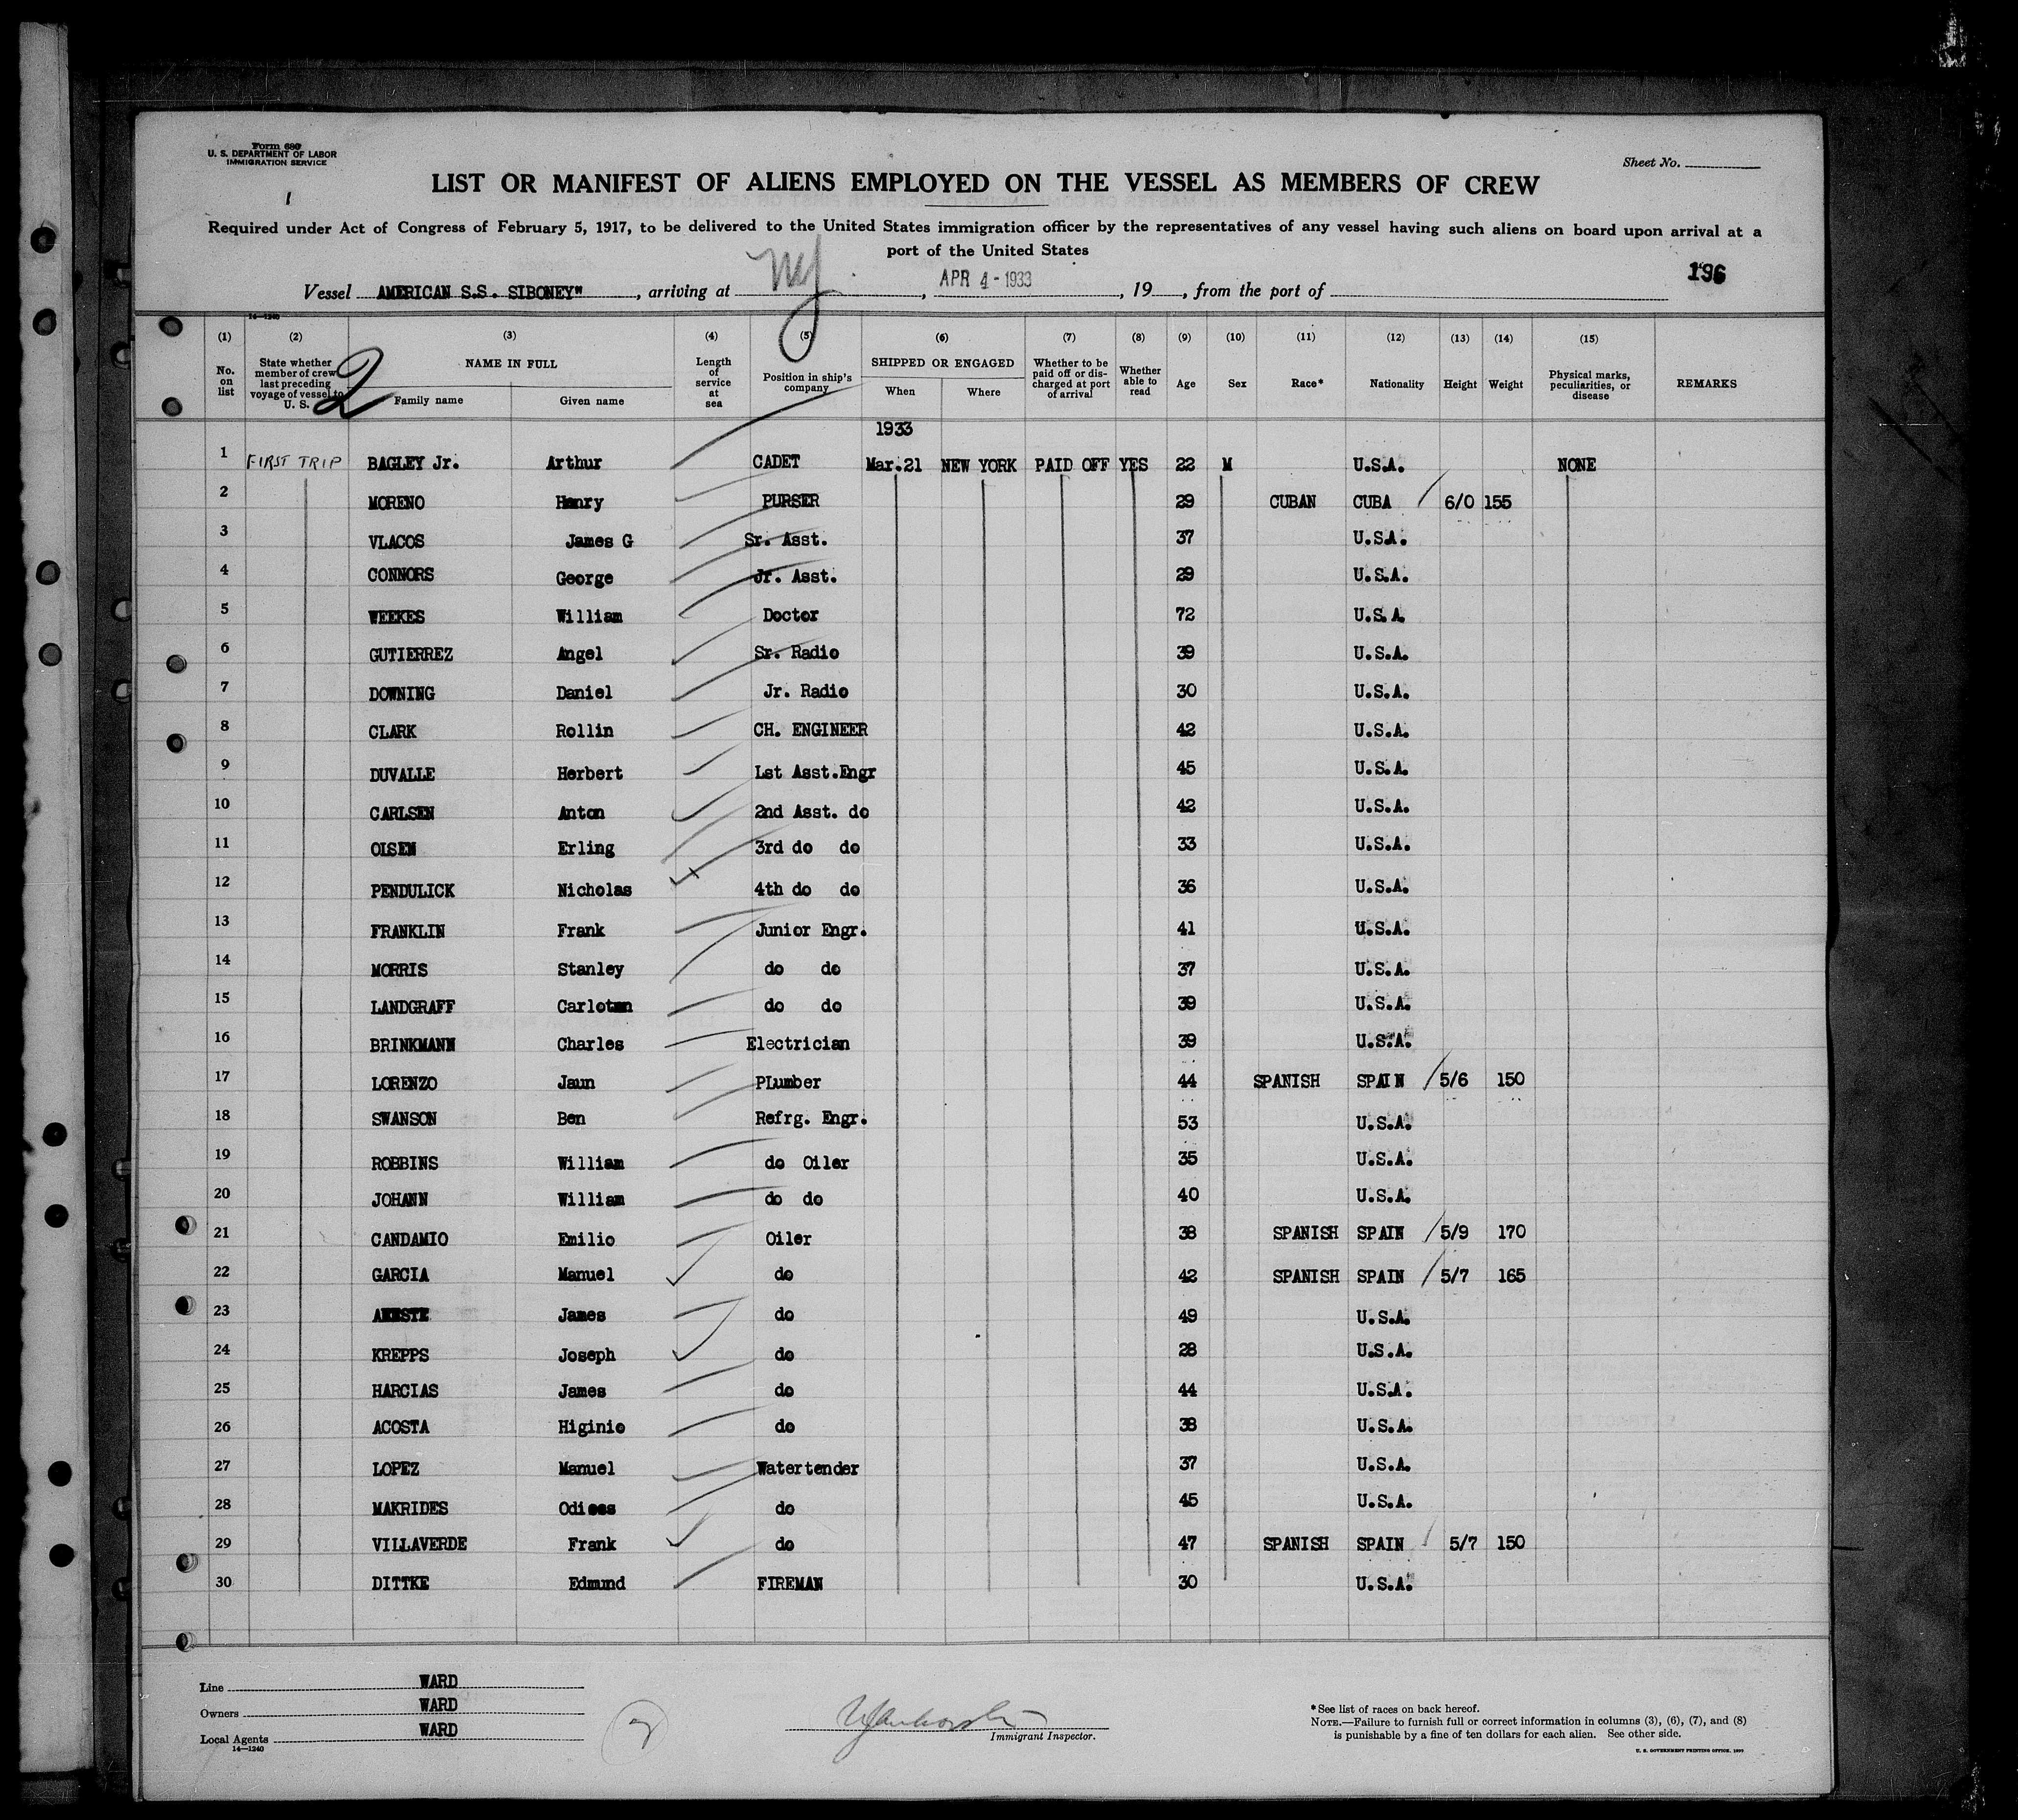 Form 680
U. S. DEPARTMENT OF LABOR
IMMIGRATION SERVICE
Sheet No.
1
LIST OR MANIFEST OF ALIENS EMPLOYED ON THE VESSEL AS MEMBERS OF CREW
Required under Act of Congress of February 5, 1917, to be delivered to the United States immigration officer by the representatives of any vessel having such aliens on board upon arrival at a
port of the United States
196
Vessel AMERICAN S.S. SIBONEY", arriving at NY, APR 4 - 1933, 19, from the port of
14—1240
2
(1) (2) (3) (4) (5) (6) (7) (8) (9) (10) (11) (12) (13) (14) (15)
No. on list State whether member of crew last preceding voyage of vessel to U. S. NAME IN FULL Family name Given name Length of service at sea Position in ship's company SHIPPED OR ENGAGED When Where Whether to be paid off or discharged at port of arrival Whether able to read Age Sex Race* Nationality Height Weight Physical marks, peculiarities, or disease REMARKS
1933
1 FIRST TRIP BAGLEY Jr. Arthur CADET Mar.21 NEW YORK PAID OFF YES 22 M U.S.A. NONE
2 MORENO Henry PURSER 29 CUBAN CUBA 6/0 155
3 VLACOS James G Sr. Asst. 37 U.S.A.
4 CONNORS George Jr. Asst. 29 U.S.A.
5 WEEKES William Doctor 72 U.S.A.
6 GUTIERREZ Angel Sr. Radio 39 U.S.A.
7 DOWNING Daniel Jr. Radio 30 U.S.A.
8 CLARK Rollin CH. ENGINEER 42 U.S.A.
9 DUVALLE Herbert Lst Asst.Engr 45 U.S.A.
10 CARLSEN Anton 2nd Asst. do 42 U.S.A.
11 OLSEN Erling 3rd do do 33 U.S.A.
12 PENDULICK Nicholas 4th do do 36 U.S.A.
13 FRANKLIN Frank Junior Engr. 41 U.S.A.
14 MORRIS Stanley do do 37 U.S.A.
15 LANDGRAFF Carloten do do 39 U.S.A.
16 BRINKMANN Charles Electrician 39 U.S.A.
17 LORENZO Jaun PLumber 44 SPANISH SPAIN 5/6 150
18 SWANSON Ben Refrg. Engr. 53 U.S.A.
19 ROBBINS William do Oiler 35 U.S.A.
20 JOHANN William do do 40 U.S.A.
21 CANDAMIO Emilio Oiler 38 SPANISH SPAIN 5/9 170
22 GARCIA Manuel do 42 SPANISH SPAIN 5/7 165
23 James do 49 U.S.A.
24 KREPPS Joseph do 28 U.S.A.
25 HARCIAS James do 44 U.S.A.
26 ACOSTA Higinio do 38 U.S.A.
27 LOPEZ Manuel Watertender 37 U.S.A.
28 MAKRIDES do 45 U.S.A.
29 VILLAVERDE Frank do 47 SPANISH SPAIN 5/7 150
30 DITTKE Edmund FIREMAN 30 U.S.A.
Line WARD
Owners WARD
Local Agents WARD
14—1240
Immigrant Inspector.
*See list of races on back hereof.
NOTE.—Failure to furnish full or correct information in columns (3), (6), (7), and (8)
is punishable by a fine of ten dollars for each alien. See other side.